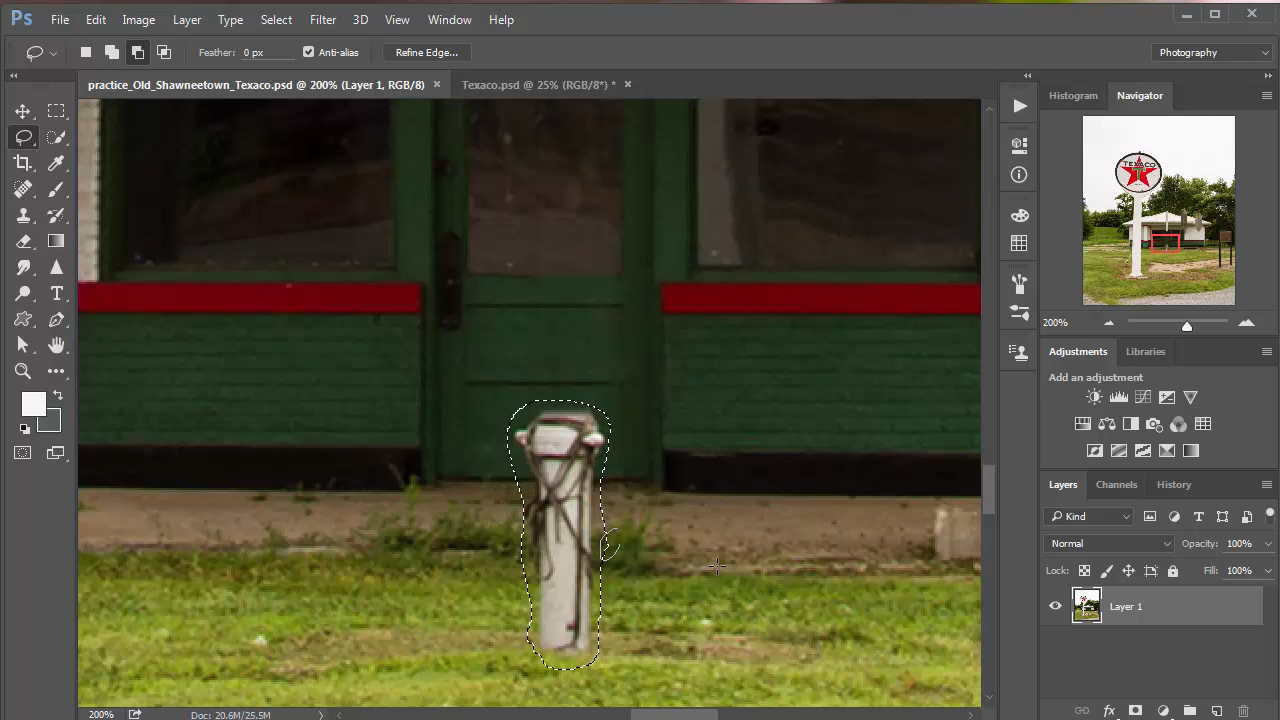 Ps File Edit Image Layer Type Select Filter 3D View Window Help
Feather: 0 px Anti-alias Refine Edge... Photography
practice_Old_Shawneetown_Texaco.psd @ 200% (Layer 1, RGB/8) × Texaco.psd @ 25% (RGB/8*) * ×
Histogram Navigator
TEXACO
T
200%
Adjustments Libraries
Add an adjustment
Layers Channels History
Kind
Normal Opacity: 100%
Lock: Fill: 100%
Layer 1
200% Doc: 20.6M/25.5M
fx